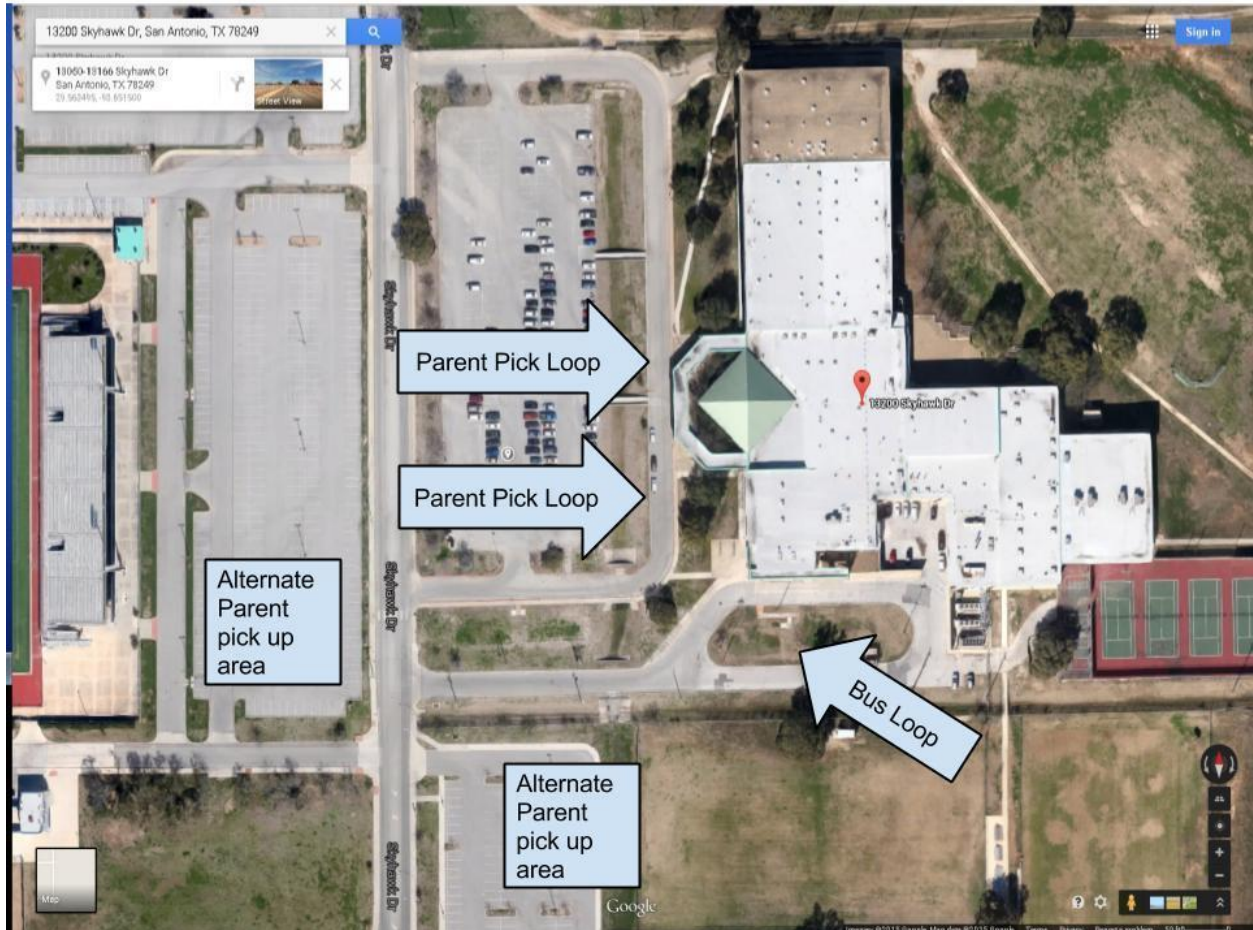 13200 Skyhawk Dr, San Antonio, TX 78249
Sign in
San Antonio, TX 78249
Street View
Skyhawk Dr
Skyhawk Dr
Parent Pick Loop
13200 Skyhawk Dr
Parent Pick Loop
Alternate
Parent
pick up
area
Skyhawk Dr
Bus Loop
Alternate
Parent
pick up
area
Skyhawk Dr
Map
Google